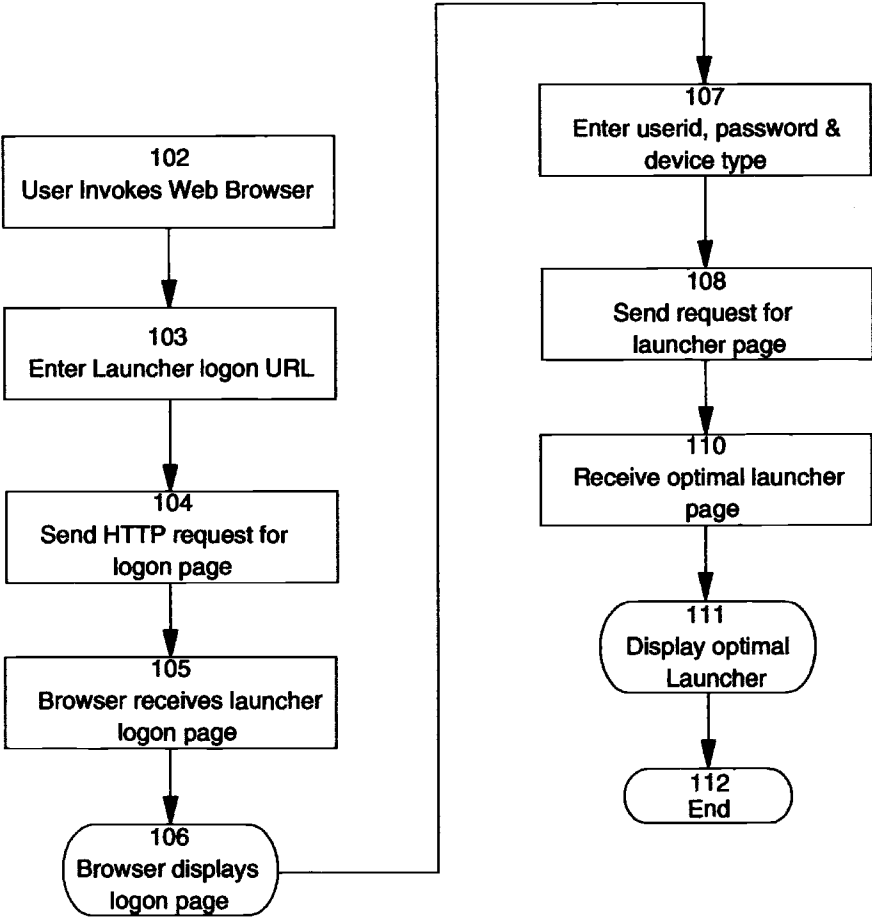 102
User Invokes Web Browser
103
Enter Launcher logon URL
104
Send HTTP request for
logon page
105
Browser receives launcher
logon page
106
Browser displays
logon page
107
Enter userid, password &
device type
108
Send request for
launcher page
110
Receive optimal launcher
page
111
Display optimal
Launcher
112
End